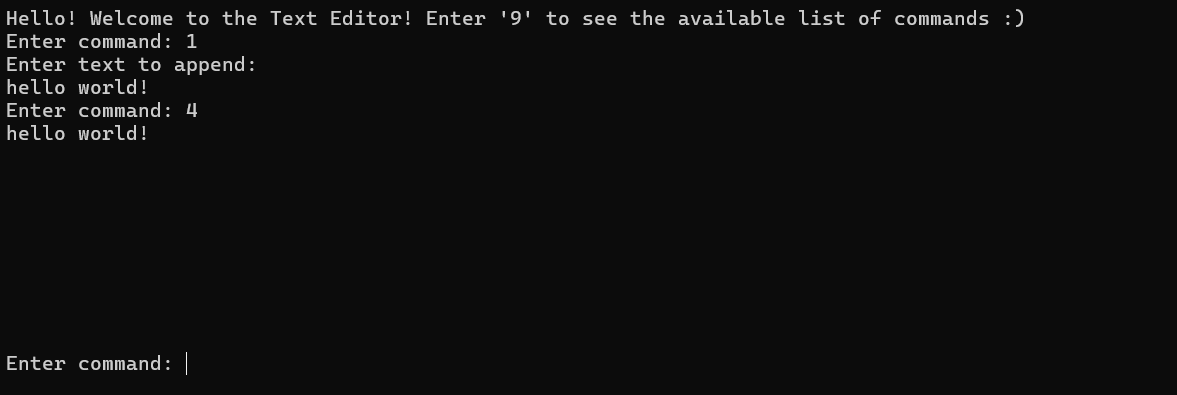 Hello! Welcome to the Text Editor! Enter '9' to see the available list of commands :)
Enter command: 1
Enter text to append:
hello world!
Enter command: 4
hello world!
Enter command: